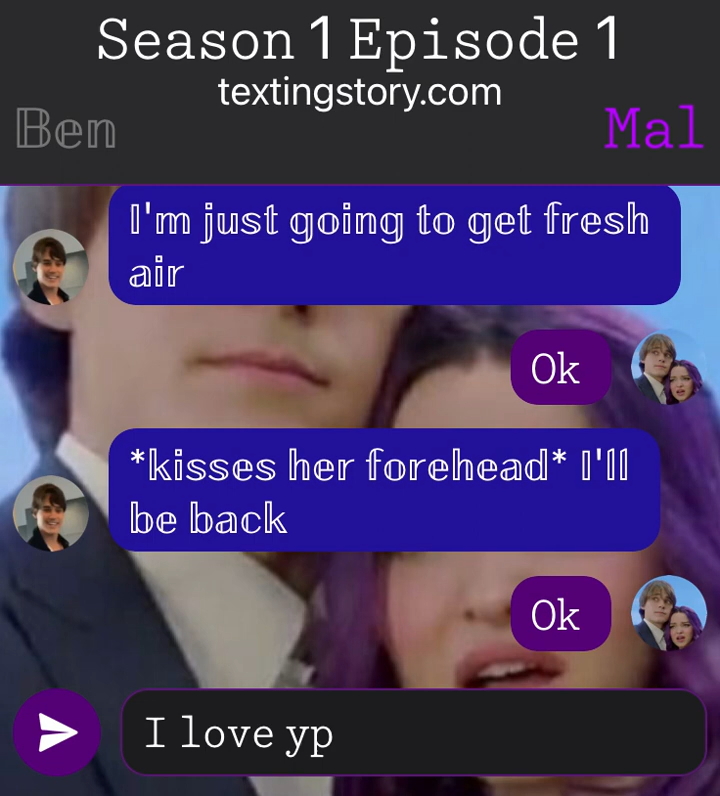 Season 1 Episode 1
textingstory.com
Ben
Mal
I'm just going to get fresh
air
Ok
*kisses her forehead* I'll
be back
Ok
I love yp